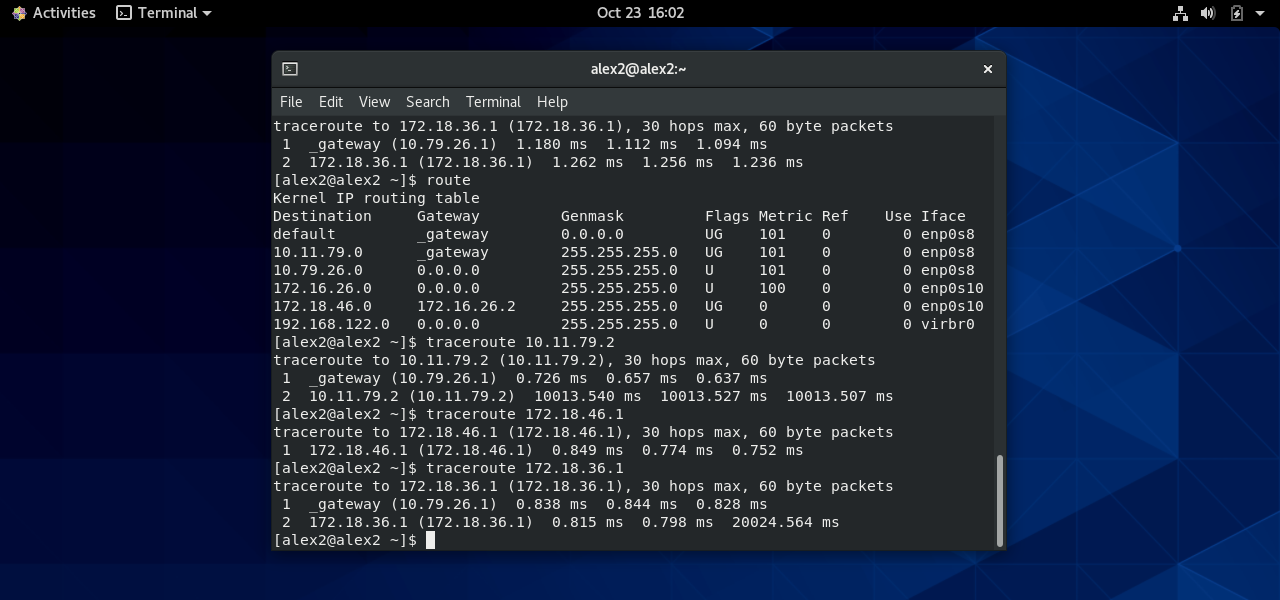 Activities Terminal Oct 23 16:02
alex2@alex2:~
File Edit View Search Terminal Help
traceroute to 172.18.36.1 (172.18.36.1), 30 hops max, 60 byte packets
 1  _gateway (10.79.26.1)  1.180 ms  1.112 ms  1.094 ms
 2  172.18.36.1 (172.18.36.1)  1.262 ms  1.256 ms  1.236 ms
[alex2@alex2 ~]$ route
Kernel IP routing table
Destination     Gateway         Genmask         Flags Metric Ref    Use Iface
default         _gateway        0.0.0.0         UG    101    0        0 enp0s8
10.11.79.0      _gateway        255.255.255.0   UG    101    0        0 enp0s8
10.79.26.0      0.0.0.0         255.255.255.0   U     101    0        0 enp0s8
172.16.26.0     0.0.0.0         255.255.255.0   U     100    0        0 enp0s10
172.18.46.0     172.16.26.2     255.255.255.0   UG    0      0        0 enp0s10
192.168.122.0   0.0.0.0         255.255.255.0   U     0      0        0 virbr0
[alex2@alex2 ~]$ traceroute 10.11.79.2
traceroute to 10.11.79.2 (10.11.79.2), 30 hops max, 60 byte packets
 1  _gateway (10.79.26.1)  0.726 ms  0.657 ms  0.637 ms
 2  10.11.79.2 (10.11.79.2)  10013.540 ms  10013.527 ms  10013.507 ms
[alex2@alex2 ~]$ traceroute 172.18.46.1
traceroute to 172.18.46.1 (172.18.46.1), 30 hops max, 60 byte packets
 1  172.18.46.1 (172.18.46.1)  0.849 ms  0.774 ms  0.752 ms
[alex2@alex2 ~]$ traceroute 172.18.36.1
traceroute to 172.18.36.1 (172.18.36.1), 30 hops max, 60 byte packets
 1  _gateway (10.79.26.1)  0.838 ms  0.844 ms  0.828 ms
 2  172.18.36.1 (172.18.36.1)  0.815 ms  0.798 ms  20024.564 ms
[alex2@alex2 ~]$